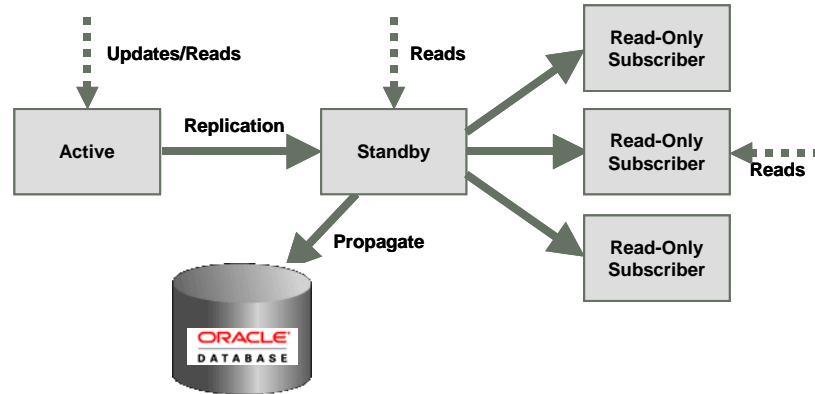 Updates/Reads
Reads
Read-Only
Subscriber
Replication
Active
Standby
Read-Only
Subscriber
Reads
Propagate
Read-Only
Subscriber
ORACLE
DATABASE